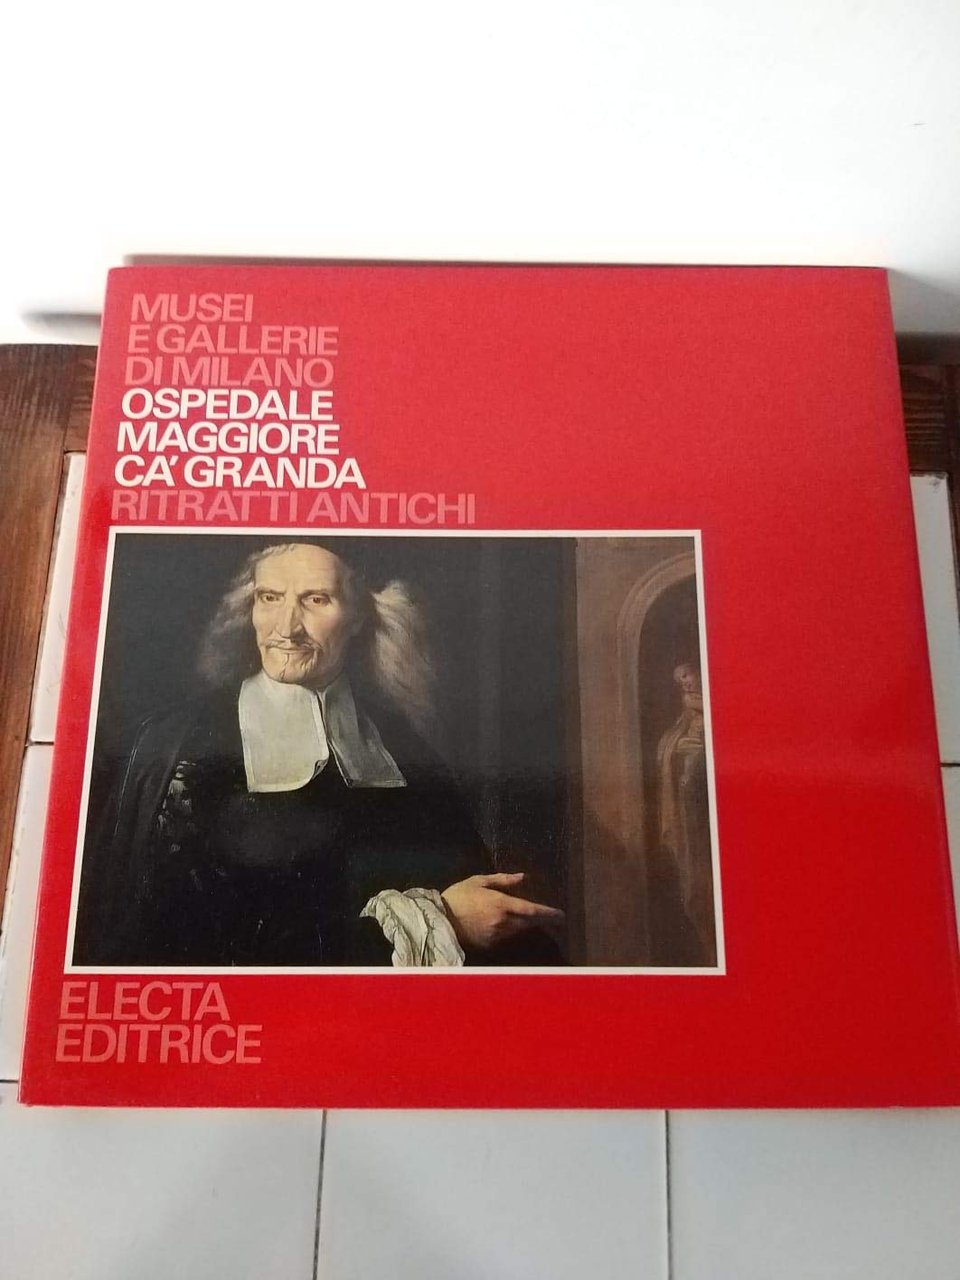 MUSEI
E GALLERIE
DI MILANO
OSPEDALE
MAGGIORE
CA' GRANDA
RITRATTI ANTICHI
ELECTA
EDITRICE